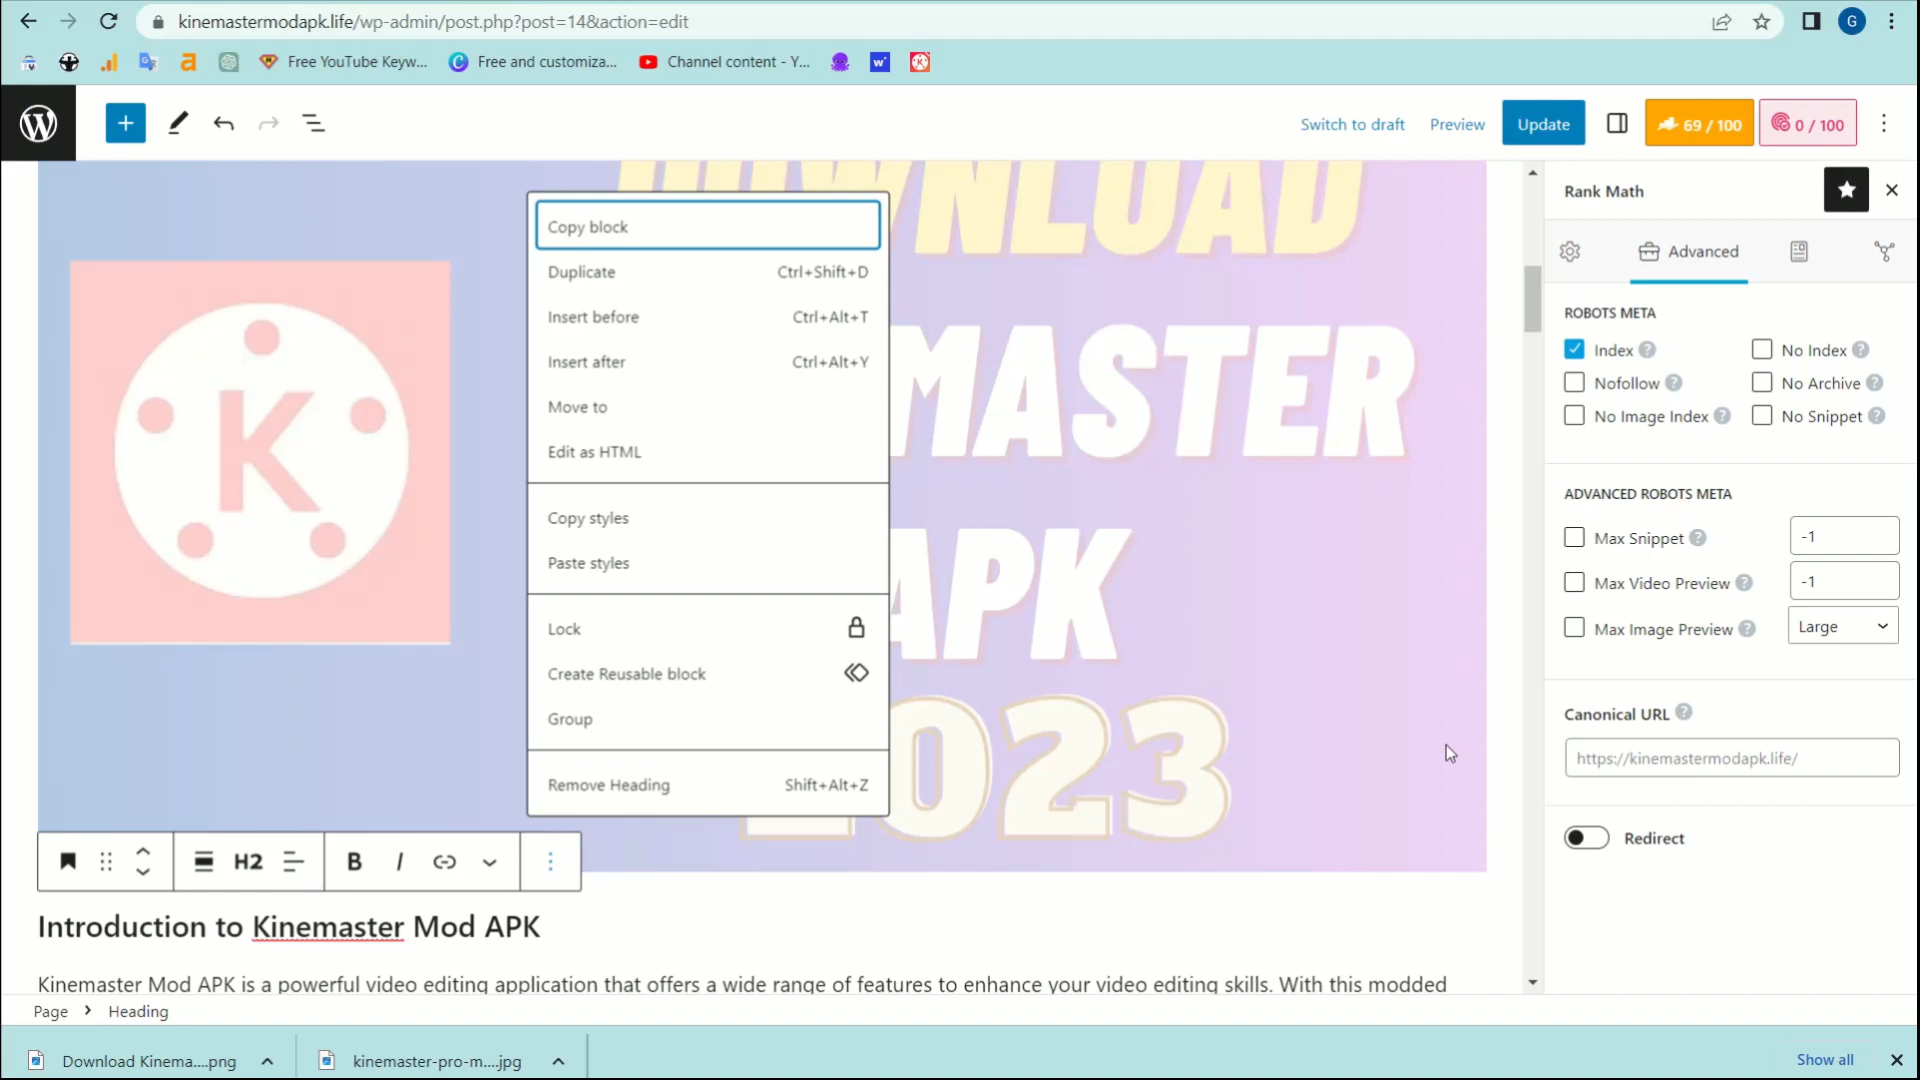 kinemastermodapk.life/wp-admin/post.php?post=14&action=edit
G
Free YouTube Keyw...
Free and customiza...
Channel content - Y...
Switch to draft
Preview
Update
69 / 100
0 / 100
DOWNLOAD
MASTER
APK
2023
K
Copy block
Duplicate Ctrl+Shift+D
Insert before Ctrl+Alt+T
Insert after Ctrl+Alt+Y
Move to
Edit as HTML
Copy styles
Paste styles
Lock
Create Reusable block
Group
Remove Heading Shift+Alt+Z
H2 B I
Introduction to Kinemaster Mod APK
Kinemaster Mod APK is a powerful video editing application that offers a wide range of features to enhance your video editing skills. With this modded
Page Heading
Rank Math
Advanced
ROBOTS META
Index No Index
Nofollow No Archive
No Image Index No Snippet
ADVANCED ROBOTS META
Max Snippet -1
Max Video Preview -1
Max Image Preview Large
Canonical URL
https://kinemastermodapk.life/
Redirect
Download Kinema....png
kinemaster-pro-m....jpg
Show all